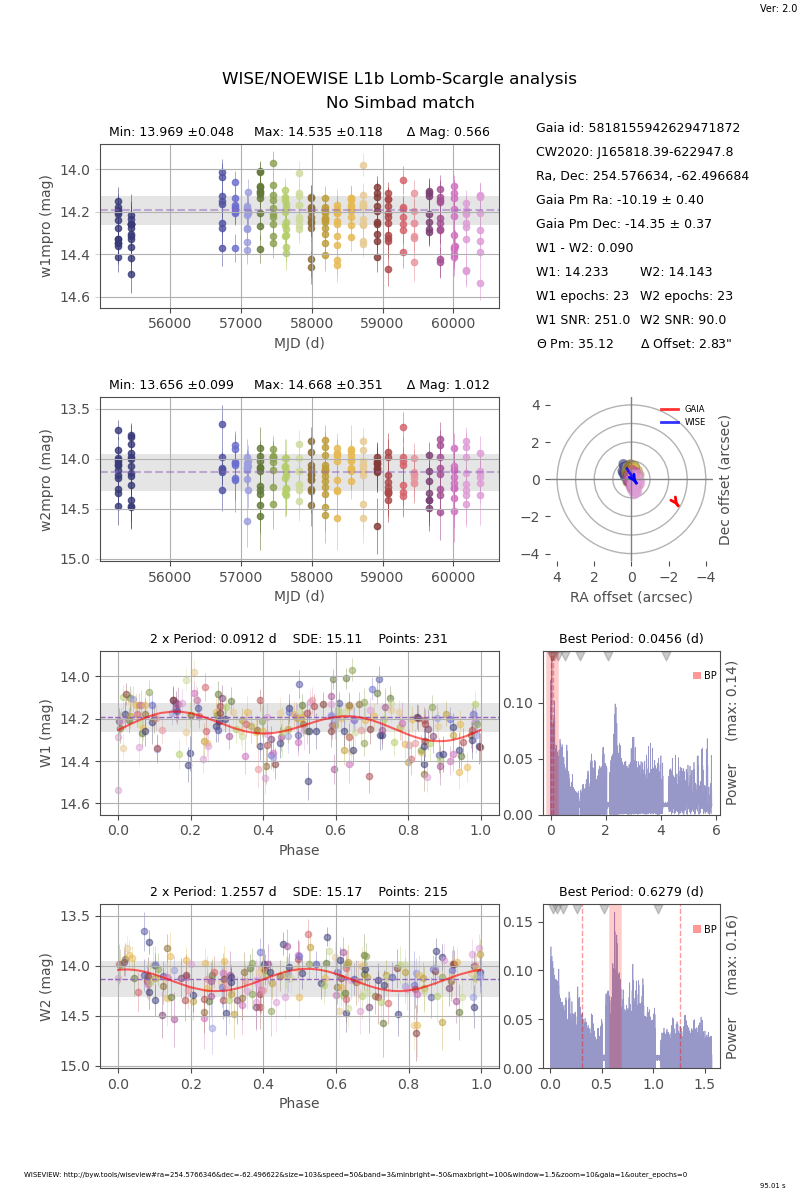 Ver: 2.0
WISE/NOEWISE L1b Lomb-Scargle analysis
No Simbad match
Min: 13.969 ±0.048 Max: 14.535 ±0.118 Δ Mag: 0.566
14.0
14.2
14.4
14.6
w1mpro (mag)
56000 57000 58000 59000 60000
MJD (d)
Gaia id: 5818155942629471872
CW2020: J165818.39-622947.8
Ra, Dec: 254.576634, -62.496684
Gaia Pm Ra: -10.19 ± 0.40
Gaia Pm Dec: -14.35 ± 0.37
W1 - W2: 0.090
W1: 14.233 W2: 14.143
W1 epochs: 23 W2 epochs: 23
W1 SNR: 251.0 W2 SNR: 90.0
Θ Pm: 35.12 Δ Offset: 2.83"
Min: 13.656 ±0.099 Max: 14.668 ±0.351 Δ Mag: 1.012
13.5
14.0
14.5
15.0
w2mpro (mag)
56000 57000 58000 59000 60000
MJD (d)
GAIA
WISE
4
2
0
−2
−4
4 2 0 −2 −4
RA offset (arcsec)
Dec offset (arcsec)
2 x Period: 0.0912 d SDE: 15.11 Points: 231
14.0
14.2
14.4
14.6
W1 (mag)
0.0 0.2 0.4 0.6 0.8 1.0
Phase
Best Period: 0.0456 (d)
BP
0.10
0.05
0.00
0 2 4 6
Power (max: 0.14)
2 x Period: 1.2557 d SDE: 15.17 Points: 215
13.5
14.0
14.5
15.0
W2 (mag)
0.0 0.2 0.4 0.6 0.8 1.0
Phase
Best Period: 0.6279 (d)
BP
0.15
0.10
0.05
0.00
0.0 0.5 1.0 1.5
Power (max: 0.16)
WISEVIEW: http://byw.tools/wiseview#ra=254.5766346&dec=-62.496622&size=103&speed=50&band=3&minbright=-50&maxbright=100&window=1.5&zoom=10&gaia=1&outer_epochs=0
95.01 s